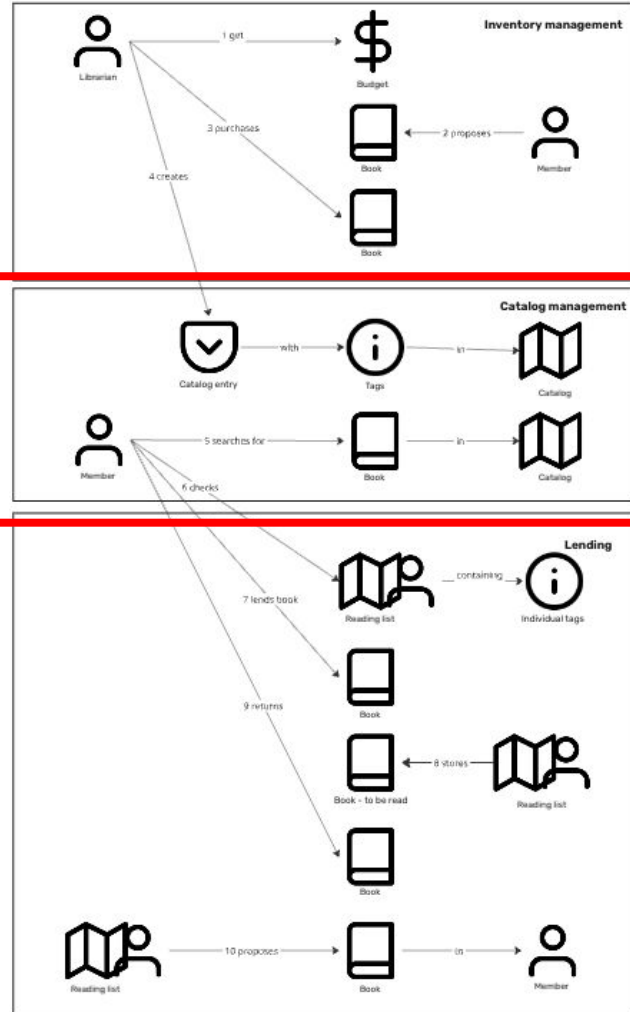 Inventory management
Librarian
1 get
Budget
3 purchases
Book
2 proposes
Member
4 creates
Book
Catalog management
Catalog entry
with
Tags
in
Catalog
Member
5 searches for
Book
in
Catalog
6 checks
Lending
Reading list
containing
Individual tags
7 lends book
Book
9 returns
Book - to be read
8 stores
Reading list
Book
Reading list
10 proposes
Book
in
Member